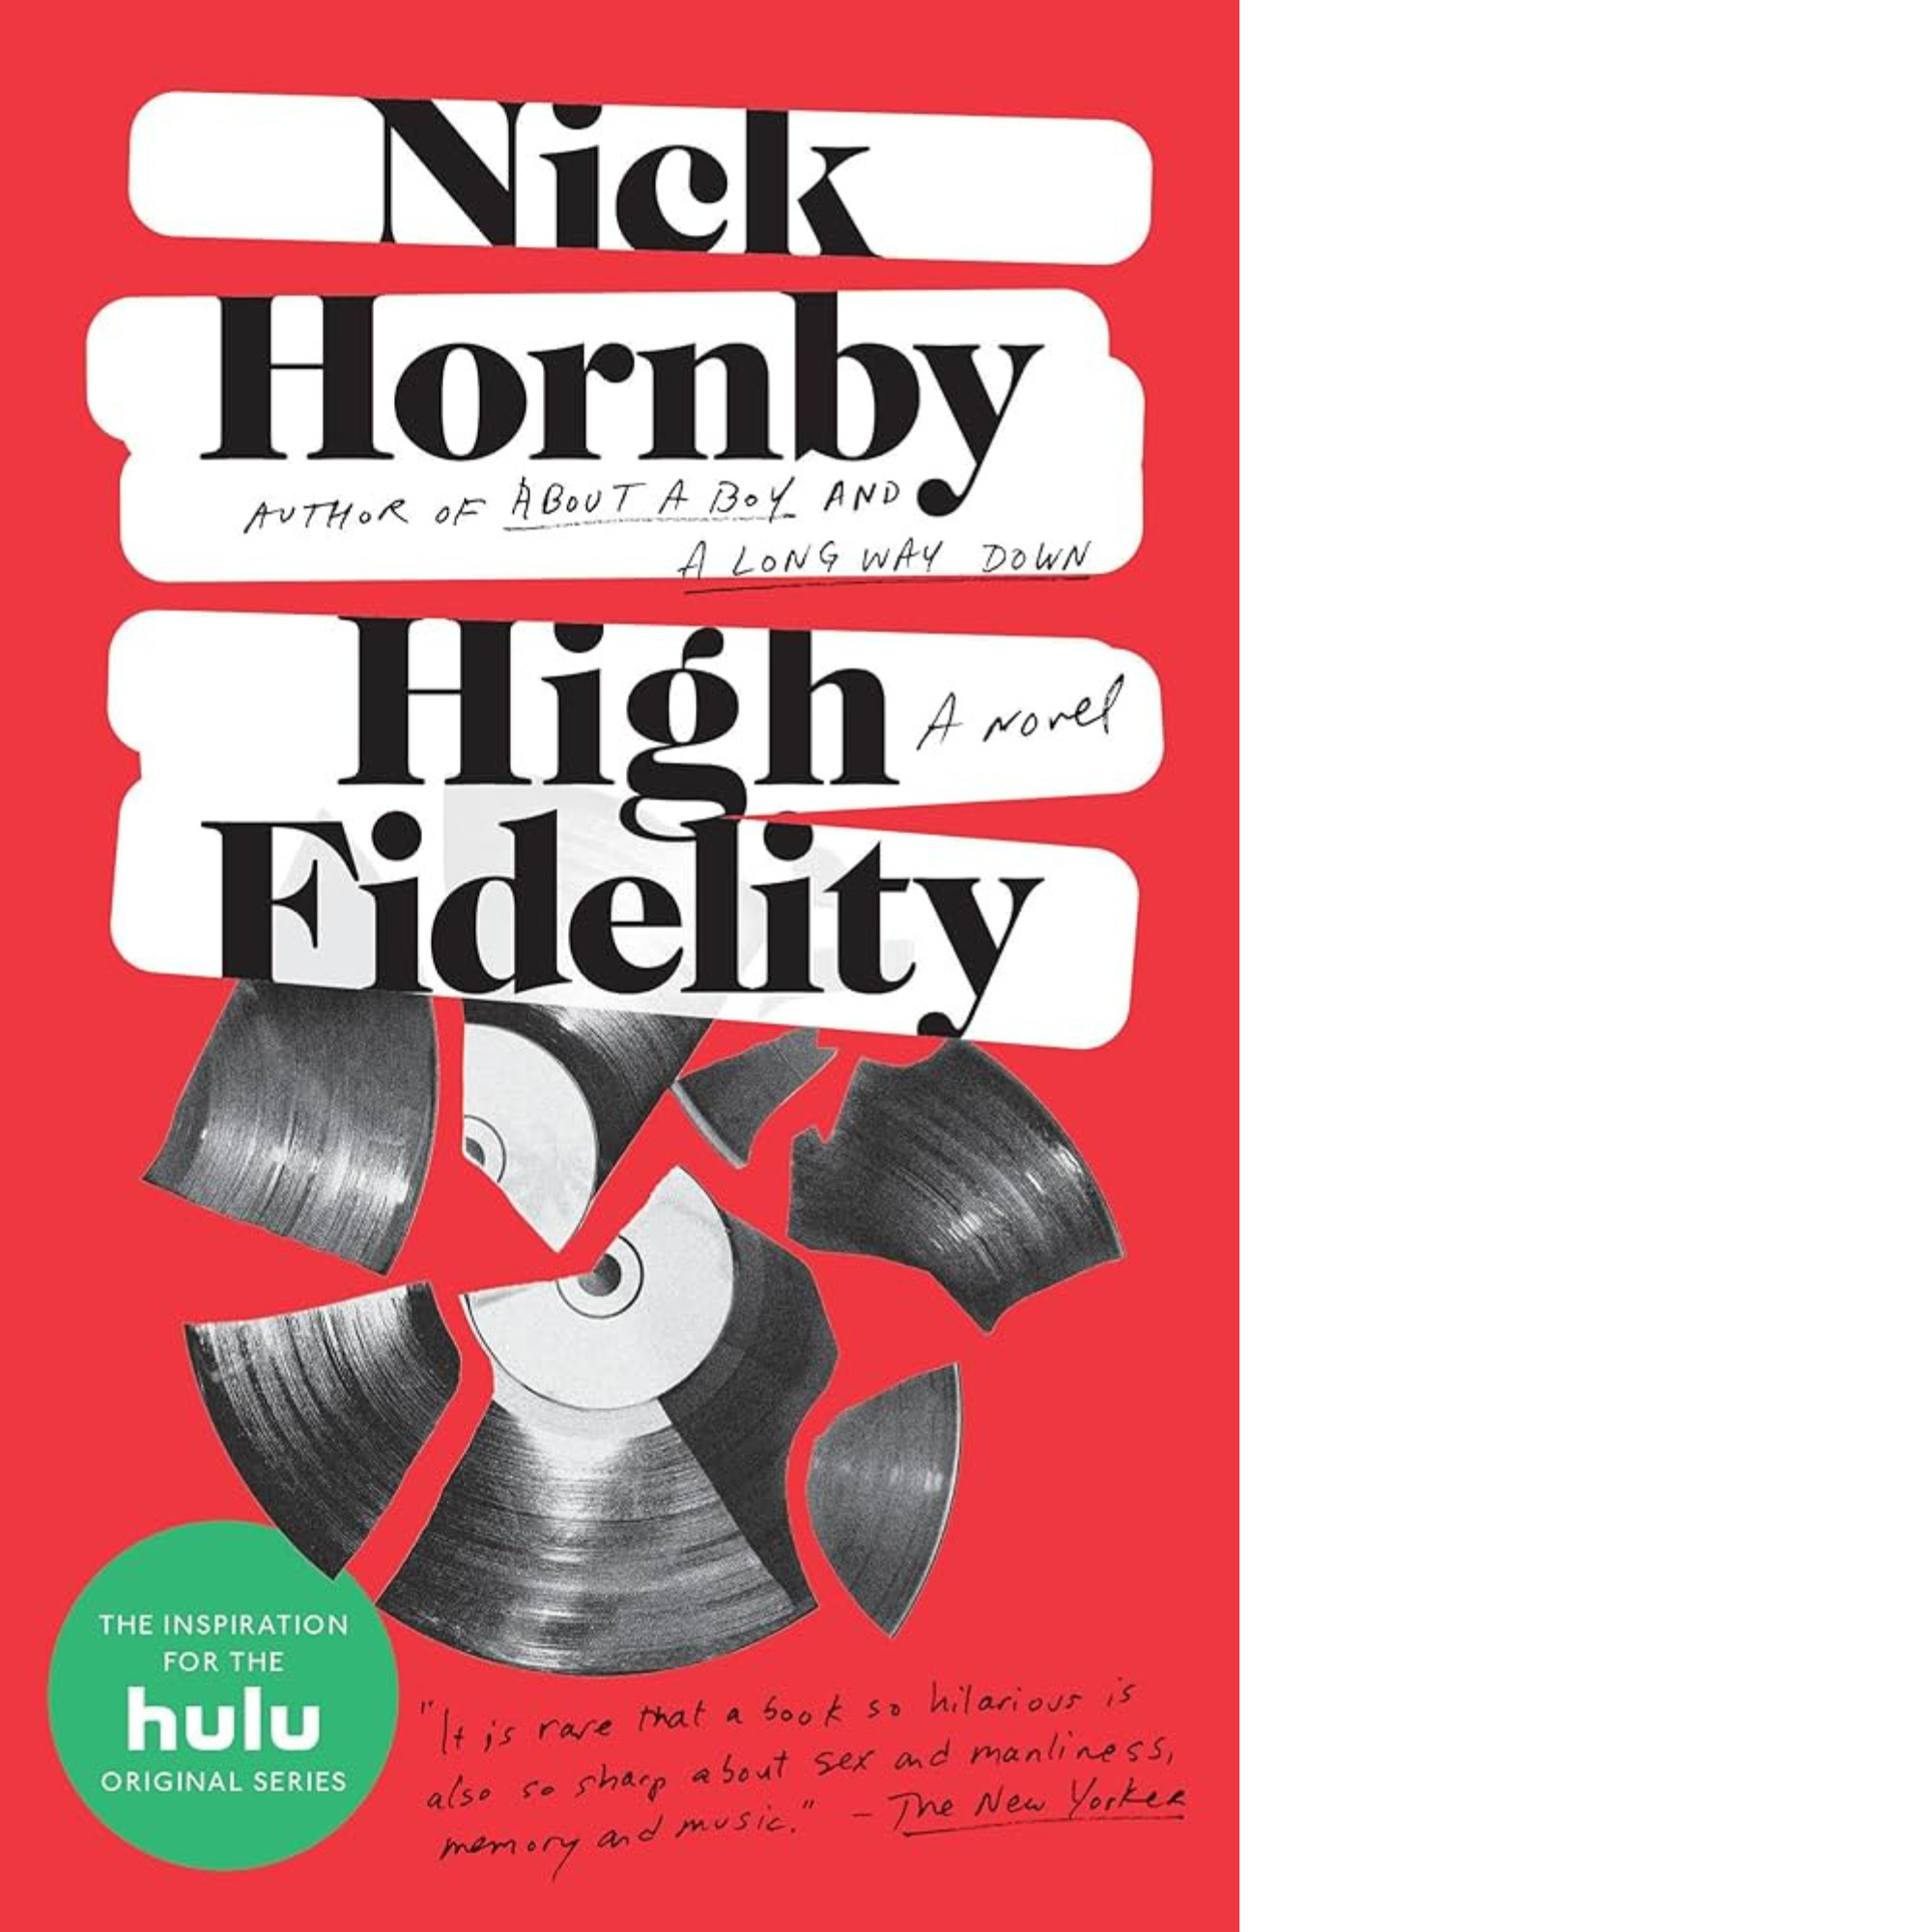 Nick
Hornby
AUTHOR OF ABOUT A BOY AND
A LONG WAY DOWN
High
A novel
Fidelity
THE INSPIRATION
FOR THE
hulu
ORIGINAL SERIES
"It is rare that a book so hilarious is
also so sharp about sex and manliness,
memory and music." – The New Yorker